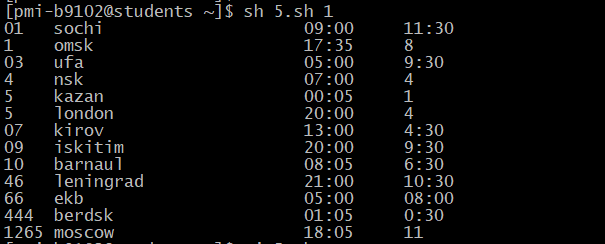 [pmi-b9102@students ~]$ sh 5.sh 1
01 sochi 09:00 11:30
1 omsk 17:35 8
03 ufa 05:00 9:30
4 nsk 07:00 4
5 kazan 00:05 1
5 london 20:00 4
07 kirov 13:00 4:30
09 iskitim 20:00 9:30
10 barnaul 08:05 6:30
46 leningrad 21:00 10:30
66 ekb 05:00 08:00
444 berdsk 01:05 0:30
1265 moscow 18:05 11